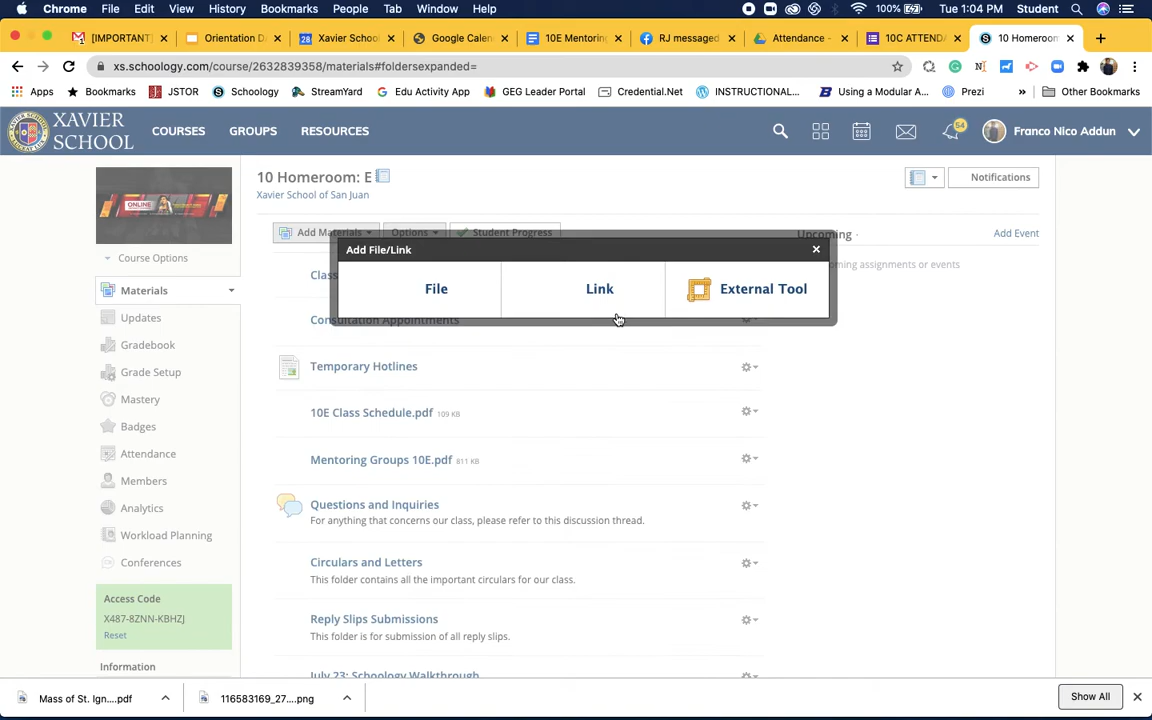 Chrome File Edit View History Bookmarks People Tab Window Help 100% Tue 1:04 PM Student
[IMPORTANT] Orientation Da 28 Xavier Schoo Google Calen 10E Mentorin RJ messaged Attendance - 10C ATTENDA 10 Homeroom
xs.schoology.com/course/2632839358/materials#foldersexpanded=
Apps Bookmarks JSTOR Schoology StreamYard Edu Activity App GEG Leader Portal Credential.Net INSTRUCTIONAL... Using a Modular A... Prezi » Other Bookmarks
XAVIER SCHOOL COURSES GROUPS RESOURCES 54 Franco Nico Addun
ONLINE
10 Homeroom: E
Xavier School of San Juan
Notifications
Course Options
Add Materials Options Student Progress
Upcoming
Add Event
Add File/Link
File Link External Tool
ming assignments or events
Class
Consultation Appointments
Materials
Updates
Gradebook
Grade Setup
Mastery
Badges
Attendance
Members
Analytics
Workload Planning
Conferences
Access Code
X487-8ZNN-KBHZJ
Reset
Information
Temporary Hotlines
10E Class Schedule.pdf 109 KB
Mentoring Groups 10E.pdf 811 KB
Questions and Inquiries
For anything that concerns our class, please refer to this discussion thread.
Circulars and Letters
This folder contains all the important circulars for our class.
Reply Slips Submissions
This folder is for submission of all reply slips.
July 23: Schoology Walkthrough
Mass of St. Ign....pdf 116583169_27....png Show All